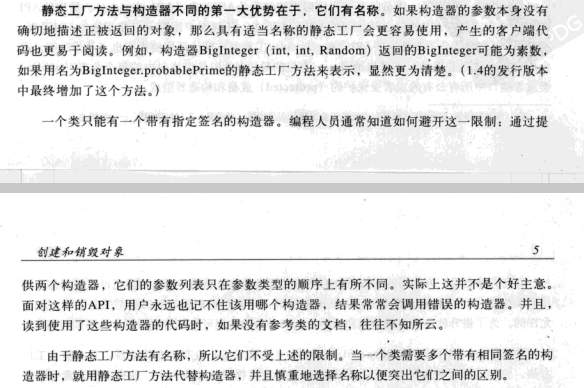 静态工厂方法与构造器不同的第一大优势在于，它们有名称。如果构造器的参数本身没有
确切地描述正被返回的对象，那么具有适当名称的静态工厂会更容易使用，产生的客户端代
码也更易于阅读。例如，构造器BigInteger（int, int, Random）返回的BigInteger可能为素数，
如果用名为BigInteger.probablePrime的静态工厂方法来表示，显然更为清楚。（1.4的发行版本
中最终增加了这个方法。）
一个类只能有一个带有指定签名的构造器。编程人员通常知道如何避开这一限制：通过提
创建和销毁对象 5
供两个构造器，它们的参数列表只在参数类型的顺序上有所不同。实际上这并不是个好主意。
面对这样的API，用户永远也记不住该用哪个构造器，结果常常会调用错误的构造器。并且，
读到使用了这些构造器的代码时，如果没有参考类的文档，往往不知所云。
由于静态工厂方法有名称，所以它们不受上述的限制。当一个类需要多个带有相同签名的构
造器时，就用静态工厂方法代替构造器，并且慎重地选择名称以便突出它们之间的区别。